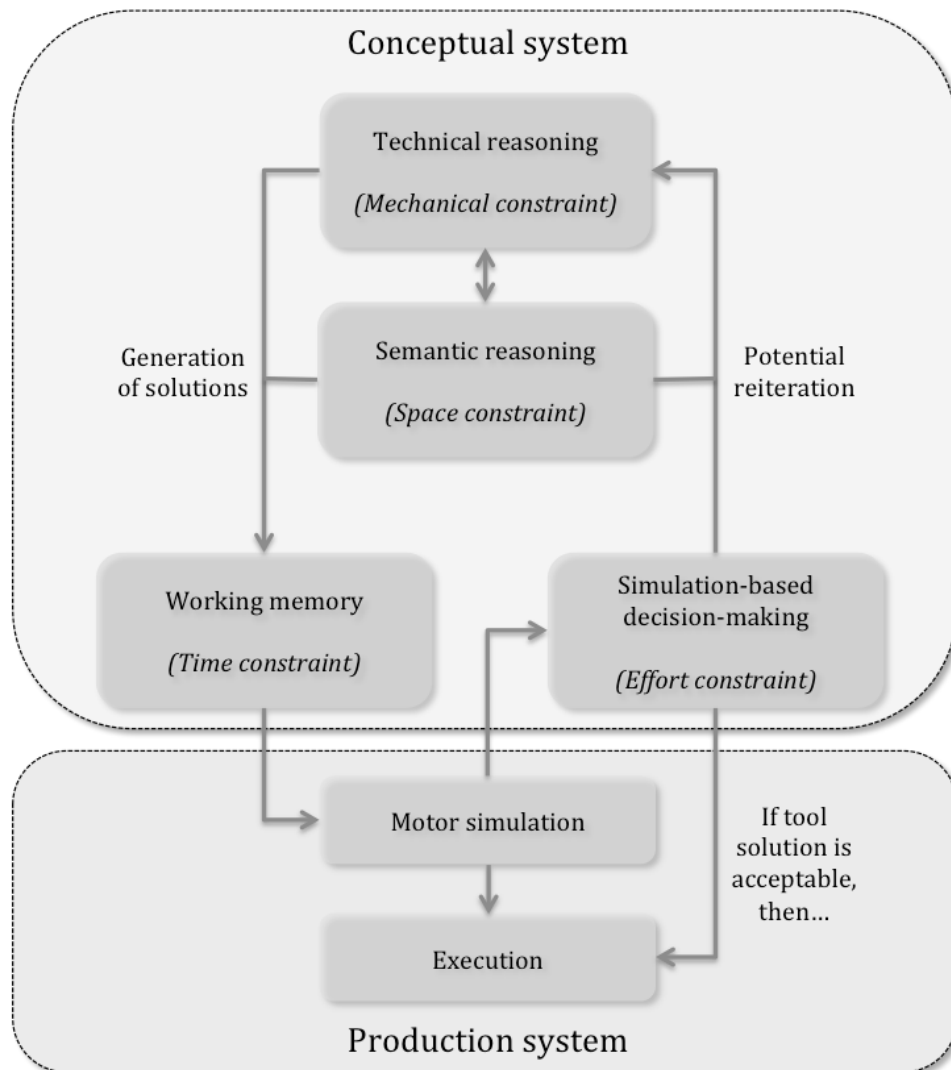 Conceptual system
Technical reasoning
(Mechanical constraint)
Semantic reasoning
(Space constraint)
Generation
of solutions
Potential
reiteration
Working memory
(Time constraint)
Simulation-based
decision-making
(Effort constraint)
Motor simulation
If tool
solution is
acceptable,
then…
Execution
Production system